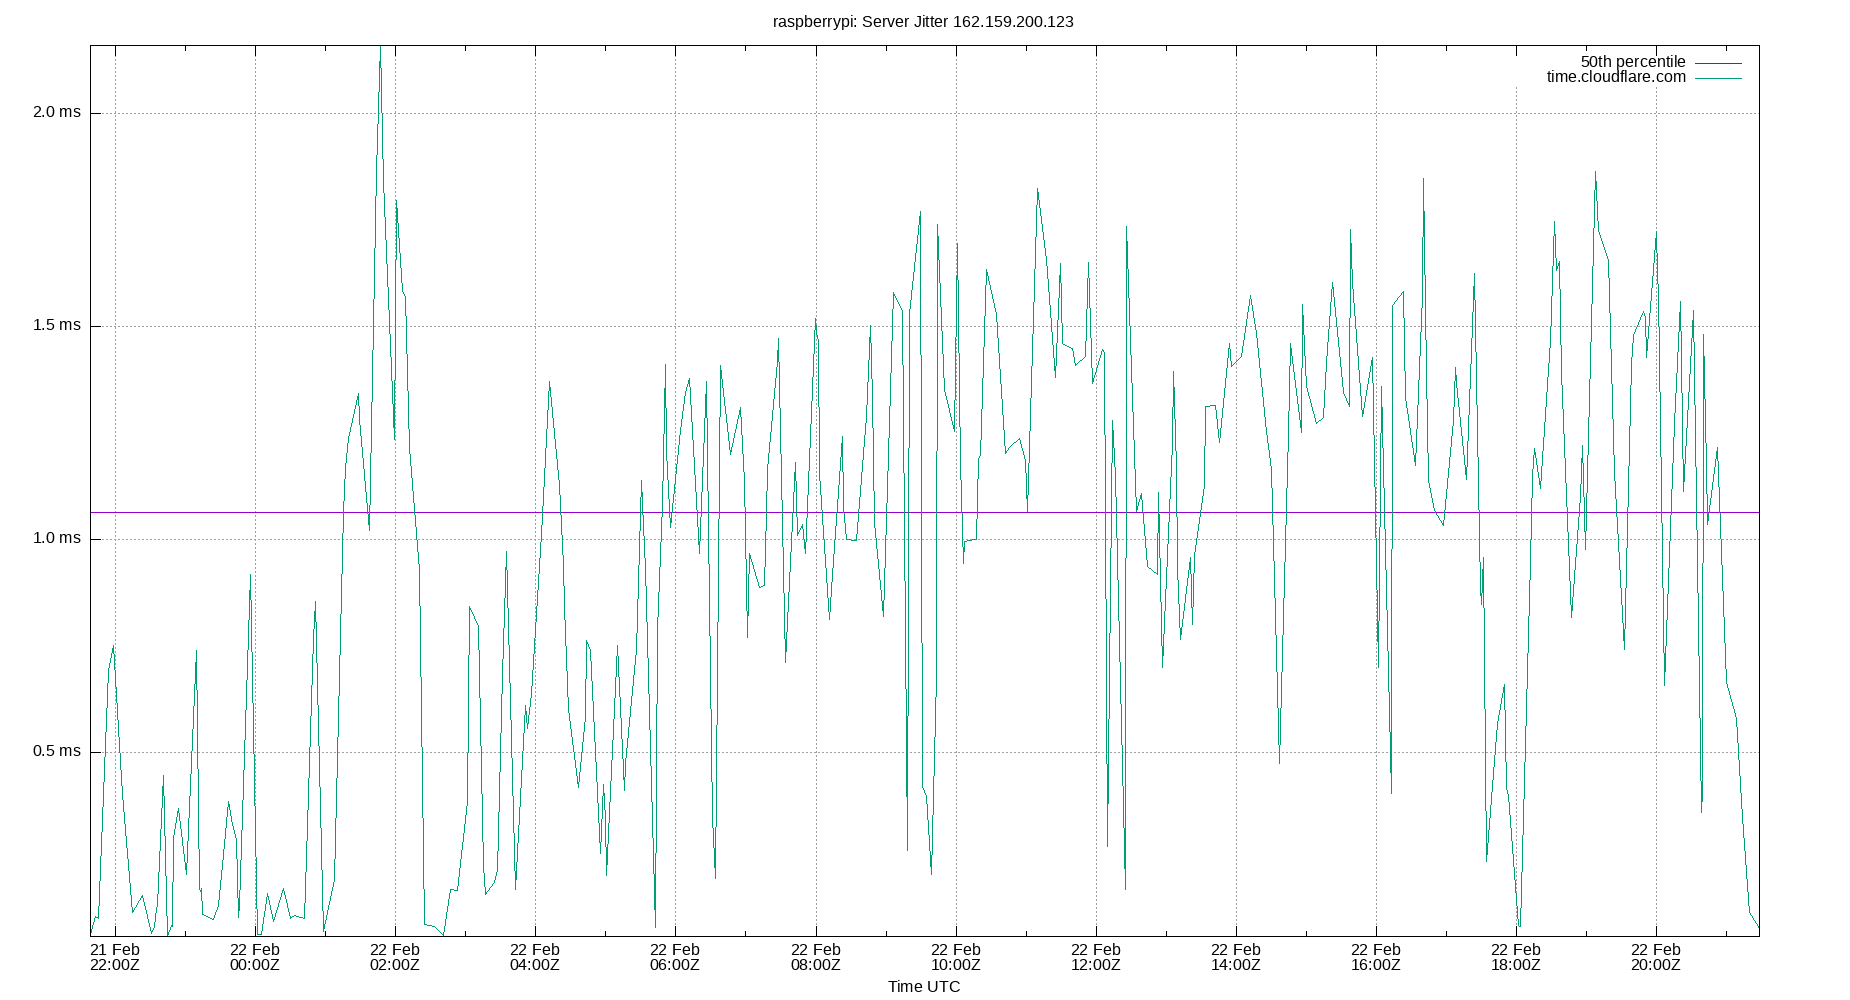 raspberrypi: Server Jitter 162.159.200.123
50th percentile
time.cloudflare.com
2.0 ms
1.5 ms
1.0 ms
0.5 ms
21 Feb 22 Feb 22 Feb 22 Feb 22 Feb 22 Feb 22 Feb 22 Feb 22 Feb 22 Feb 22 Feb 22 Feb
22:00Z 00:00Z 02:00Z 04:00Z 06:00Z 08:00Z 10:00Z 12:00Z 14:00Z 16:00Z 18:00Z 20:00Z
Time UTC